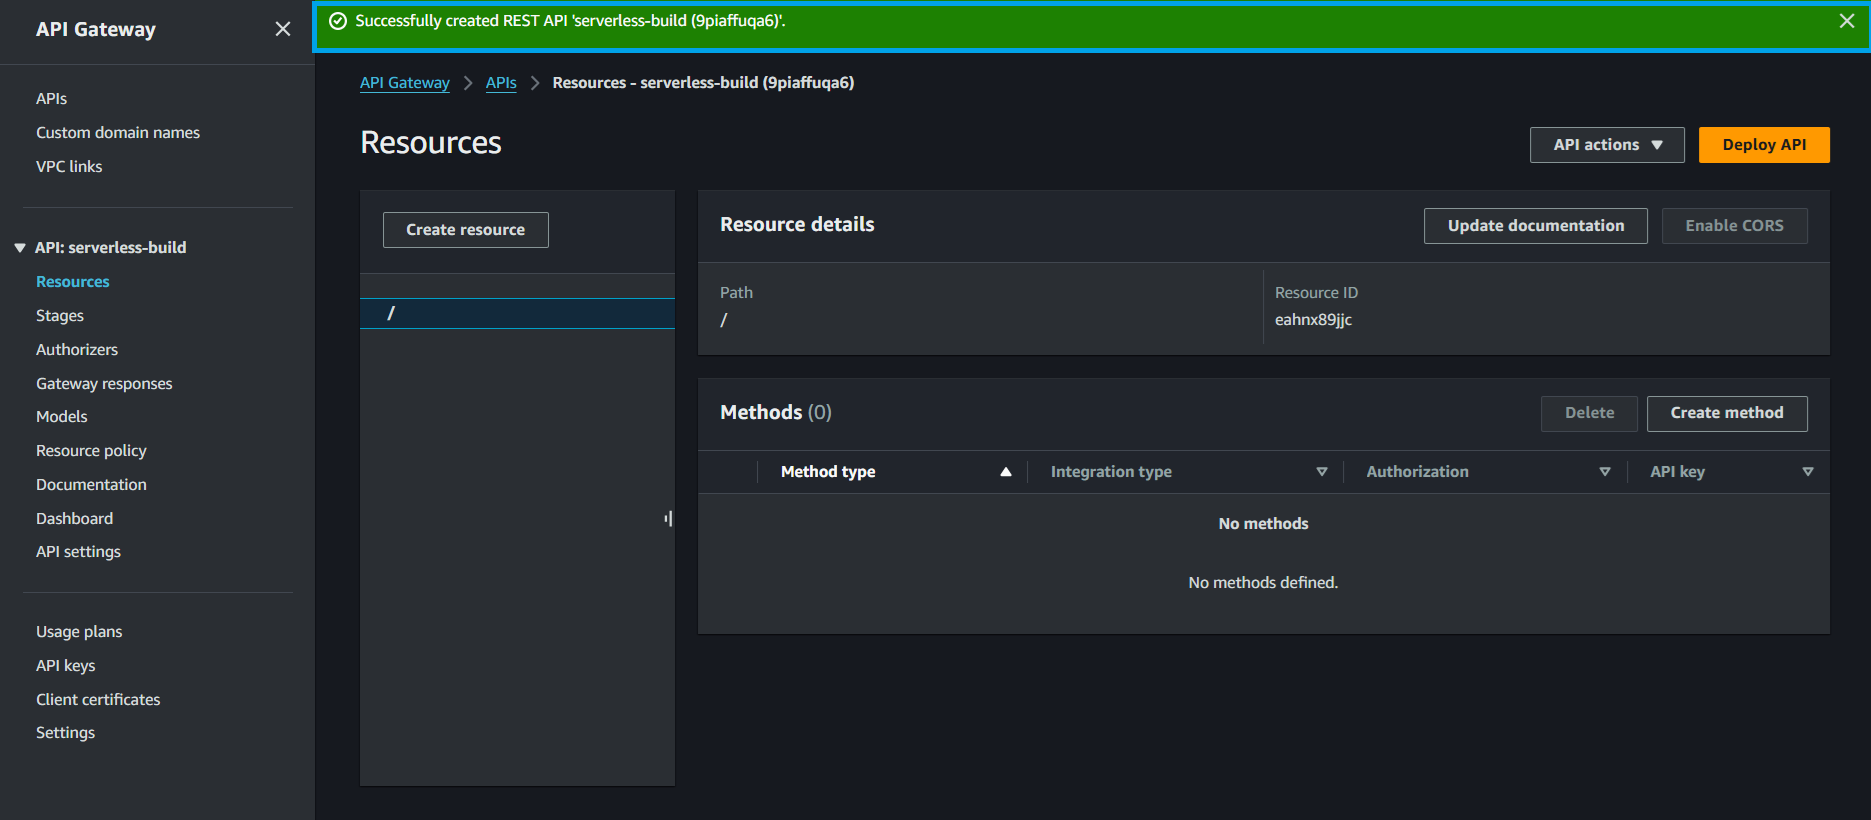 API Gateway
APIs
Custom domain names
VPC links
API: serverless-build
Resources
Stages
Authorizers
Gateway responses
Models
Resource policy
Documentation
Dashboard
API settings
Usage plans
API keys
Client certificates
Settings
Successfully created REST API 'serverless-build (9piaffuqa6)'.
API Gateway > APIs > Resources - serverless-build (9piaffuqa6)
Resources
API actions
Deploy API
Create resource
/
Resource details
Update documentation
Enable CORS
Path
/
Resource ID
eahnx89jjc
Methods (0)
Delete
Create method
Method type Integration type Authorization API key
No methods
No methods defined.